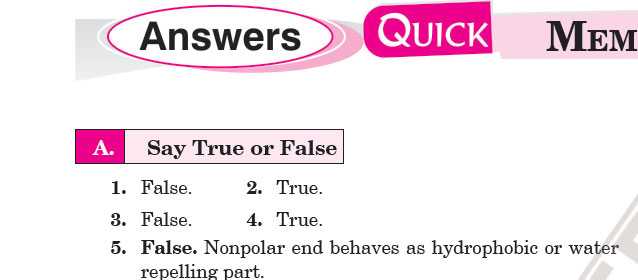 Answers QUICK MEM
A. Say True or False
1. False. 2. True.
3. False. 4. True.
5. False. Nonpolar end behaves as hydrophobic or water
repelling part.